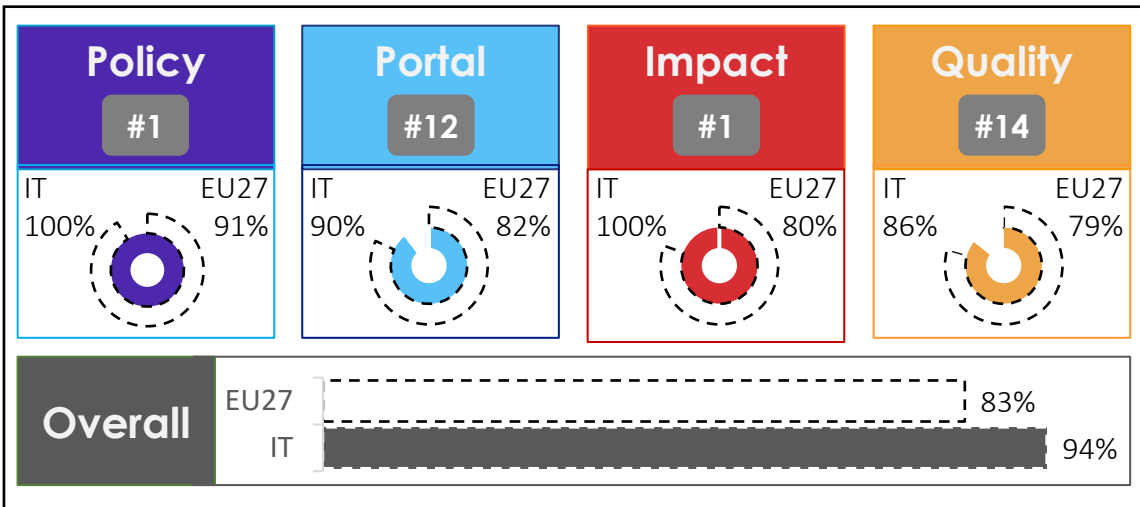 Policy
#1
IT EU27
100% 91%
Portal
#12
IT EU27
90% 82%
Impact
#1
IT EU27
100% 80%
Quality
#14
IT EU27
86% 79%
Overall
EU27 83%
IT 94%